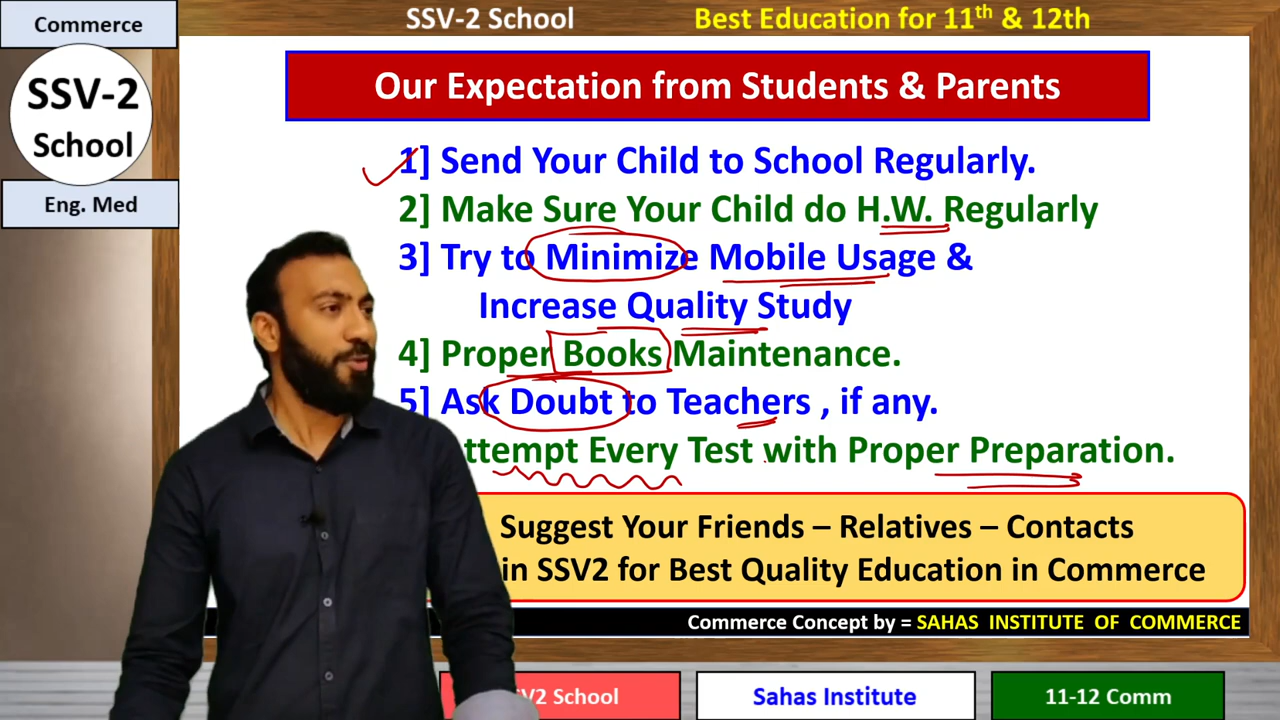 Commerce
SSV-2 School
Best Education for 11th & 12th
SSV-2
School
Eng. Med
Our Expectation from Students & Parents
1] Send Your Child to School Regularly.
2] Make Sure Your Child do H.W. Regularly
3] Try to Minimize Mobile Usage &
Increase Quality Study
4] Proper Books Maintenance.
5] Ask Doubt to Teachers , if any.
Every Test with Proper Preparation.
Suggest Your Friends – Relatives – Contacts
in SSV2 for Best Quality Education in Commerce
Commerce Concept by = SAHAS INSTITUTE OF COMMERCE
School
Sahas Institute
11-12 Comm